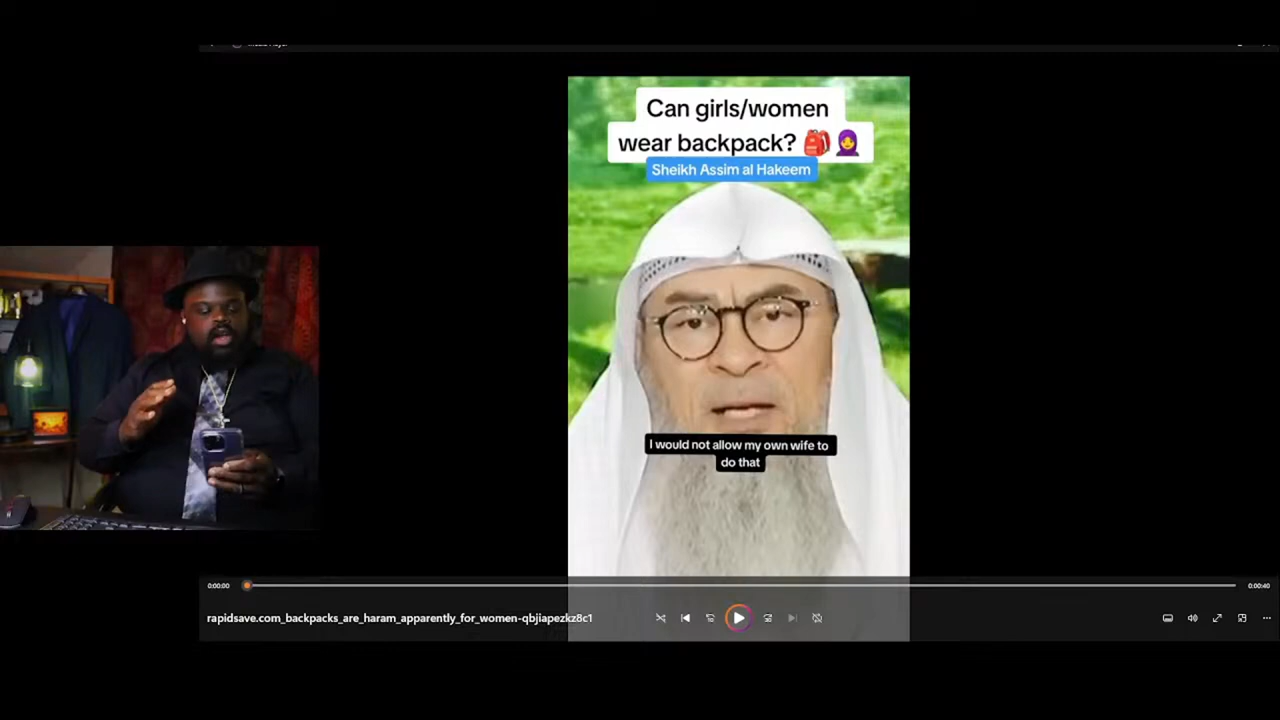 Can girls/women
wear backpack? 🎒🧕
Sheikh Assim al Hakeem
I would not allow my own wife to
do that
0:00:00
0:00:40
rapidsave.com_backpacks_are_haram_apparently_for_women-qbjiapezkz8c1